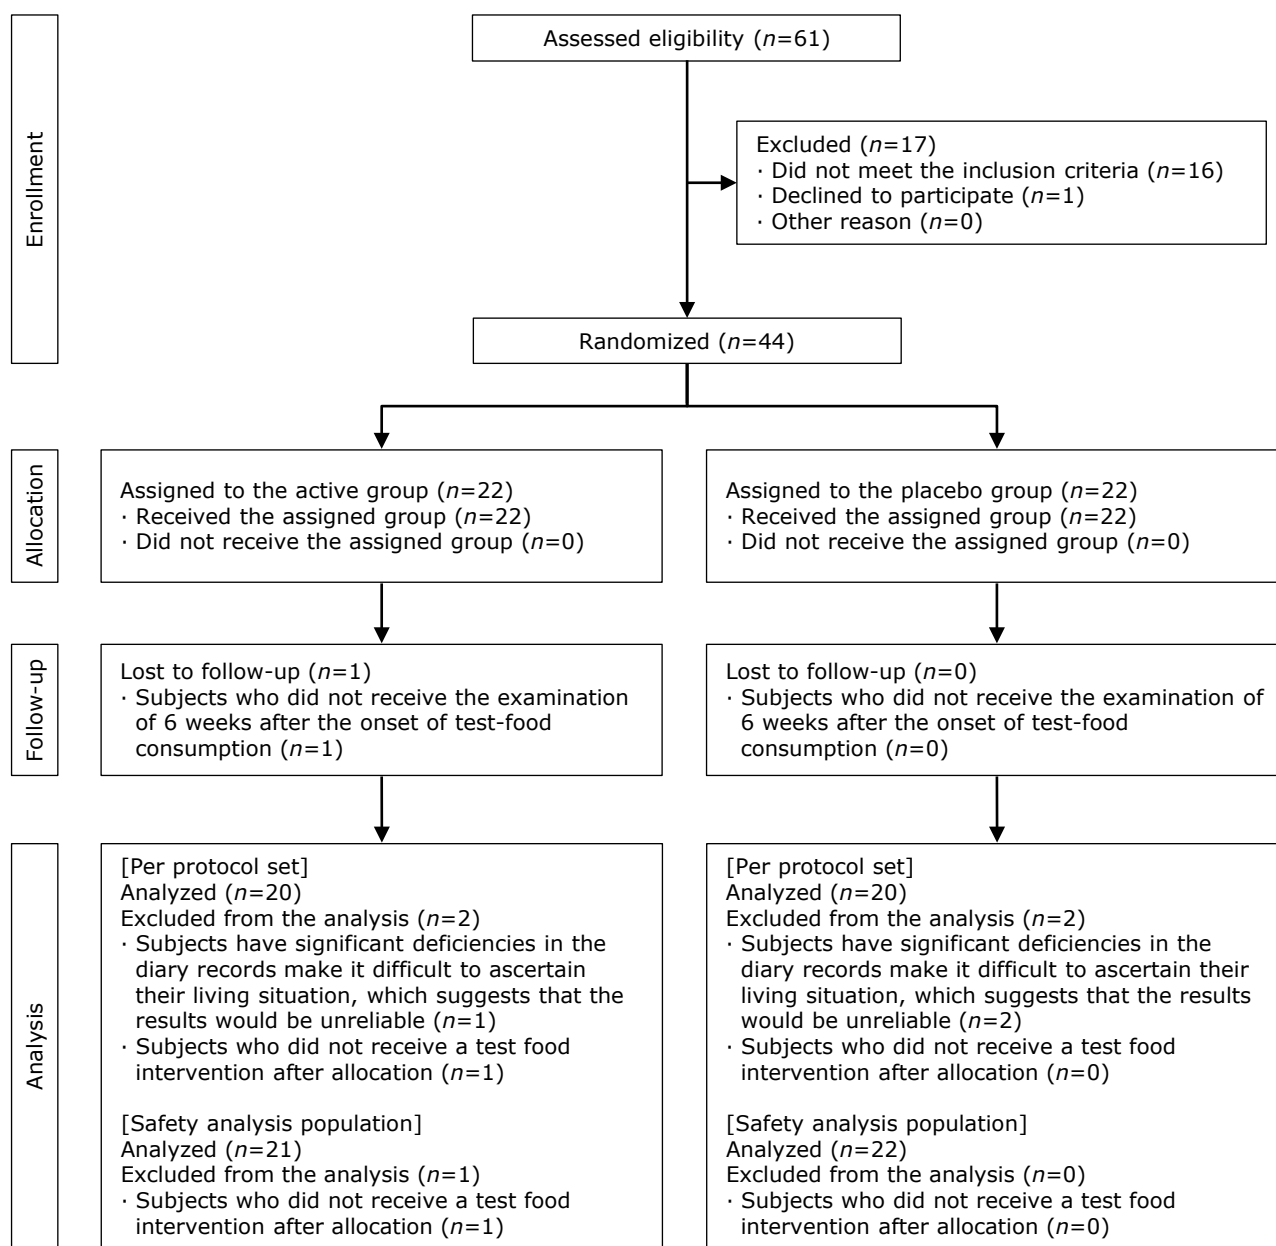 Enrollment
Assessed eligibility (n=61)
Excluded (n=17)
· Did not meet the inclusion criteria (n=16)
· Declined to participate (n=1)
· Other reason (n=0)
Randomized (n=44)
Allocation
Assigned to the active group (n=22)
· Received the assigned group (n=22)
· Did not receive the assigned group (n=0)
Assigned to the placebo group (n=22)
· Received the assigned group (n=22)
· Did not receive the assigned group (n=0)
Follow-up
Lost to follow-up (n=1)
· Subjects who did not receive the examination
of 6 weeks after the onset of test-food
consumption (n=1)
Lost to follow-up (n=0)
· Subjects who did not receive the examination of
6 weeks after the onset of test-food
consumption (n=0)
Analysis
[Per protocol set]
Analyzed (n=20)
Excluded from the analysis (n=2)
· Subjects have significant deficiencies in the
diary records make it difficult to ascertain
their living situation, which suggests that the
results would be unreliable (n=1)
· Subjects who did not receive a test food
intervention after allocation (n=1)
[Safety analysis population]
Analyzed (n=21)
Excluded from the analysis (n=1)
· Subjects who did not receive a test food
intervention after allocation (n=1)
[Per protocol set]
Analyzed (n=20)
Excluded from the analysis (n=2)
· Subjects have significant deficiencies in the
diary records make it difficult to ascertain their
living situation, which suggests that the results
would be unreliable (n=2)
· Subjects who did not receive a test food
intervention after allocation (n=0)
[Safety analysis population]
Analyzed (n=22)
Excluded from the analysis (n=0)
· Subjects who did not receive a test food
intervention after allocation (n=0)